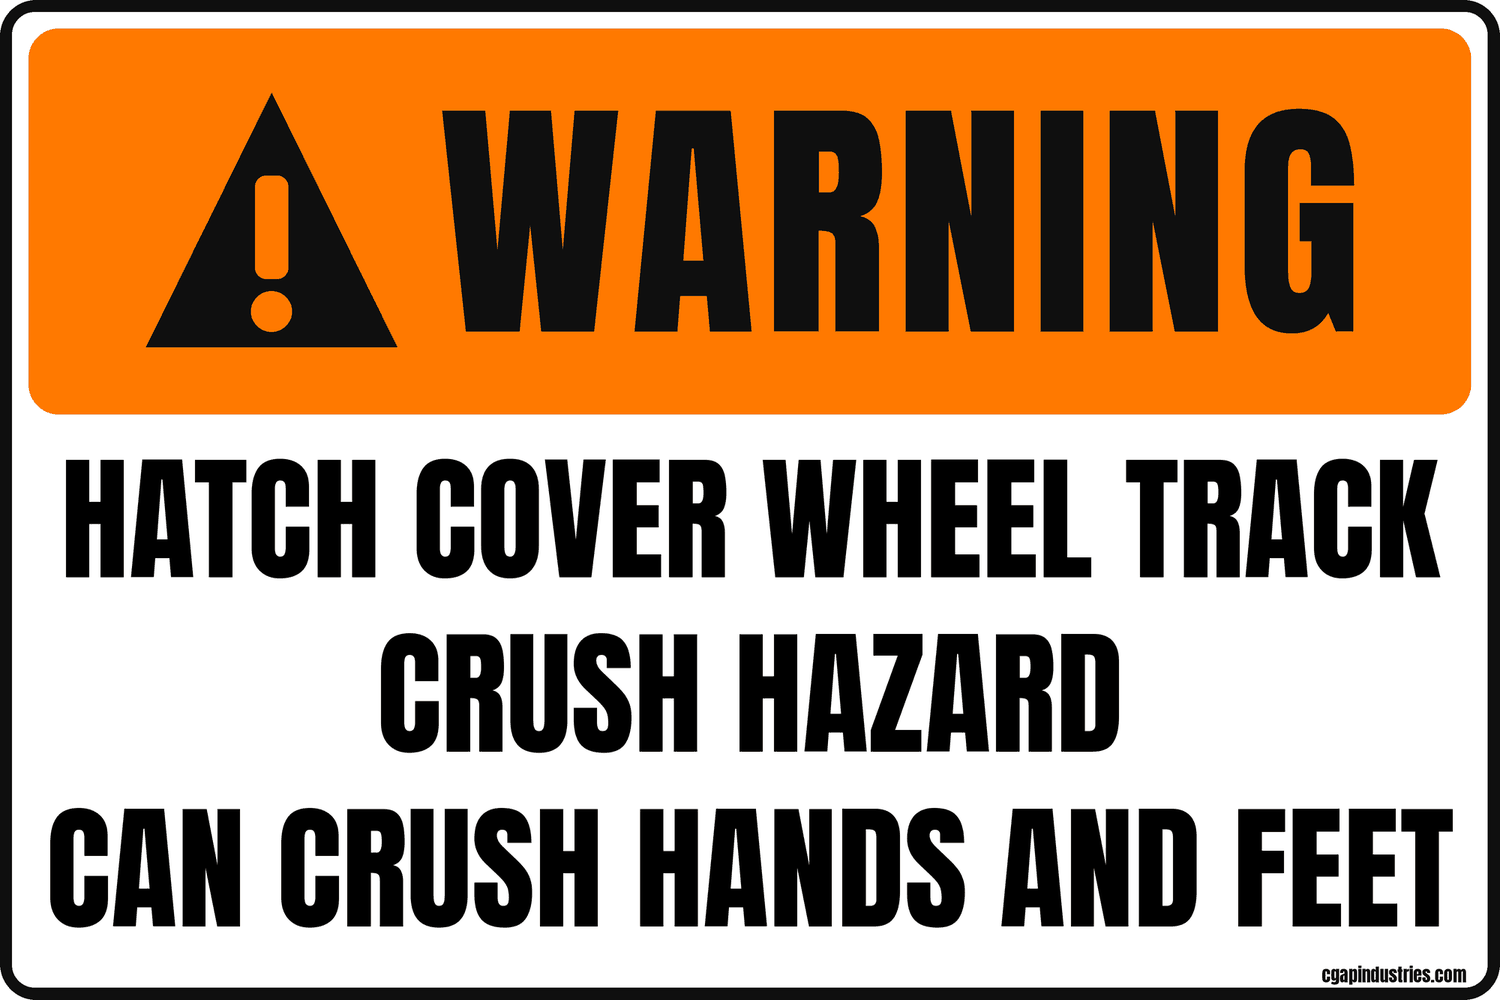 WARNING
HATCH COVER WHEEL TRACK
CRUSH HAZARD
CAN CRUSH HANDS AND FEET
cgapindustries.com